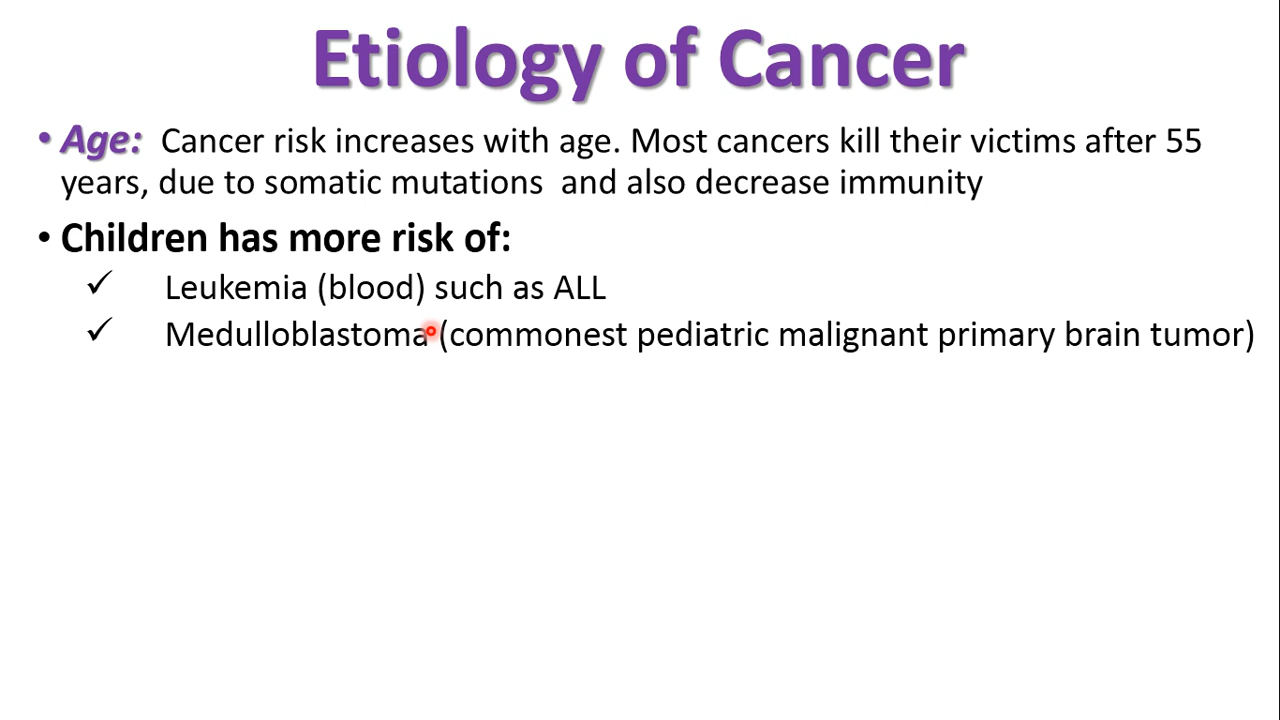 Etiology of Cancer
• Age: Cancer risk increases with age. Most cancers kill their victims after 55
years, due to somatic mutations  and also decrease immunity
• Children has more risk of:
✓ Leukemia (blood) such as ALL
✓ Medulloblastoma (commonest pediatric malignant primary brain tumor)